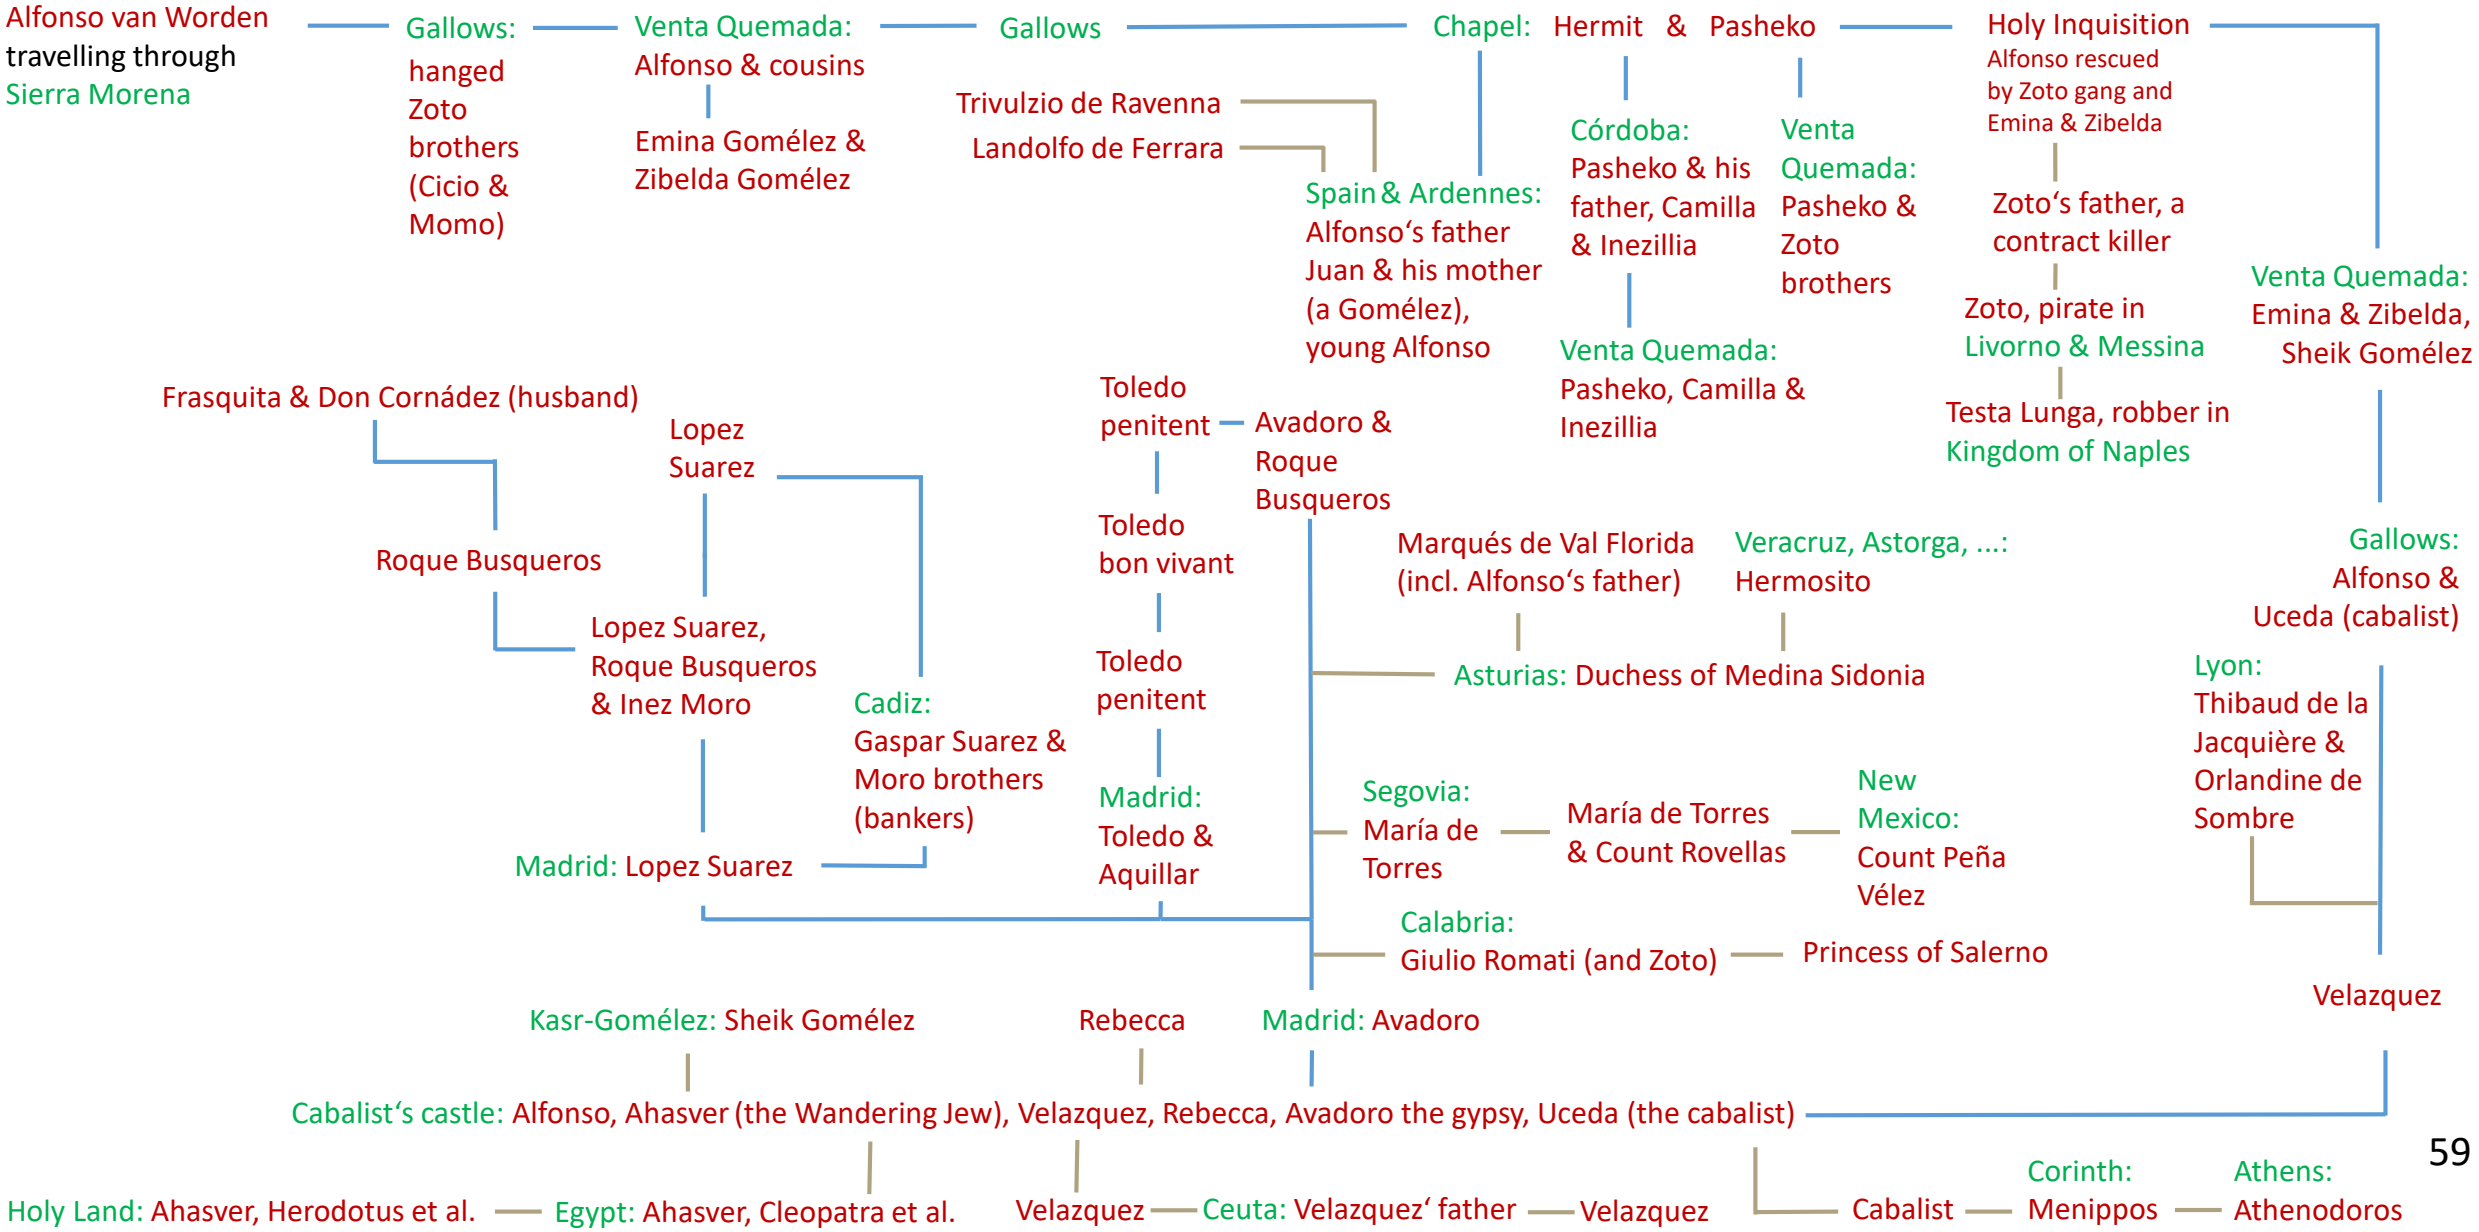 Alfonso van Worden
travelling through
Sierra Morena
Gallows:
hanged
Zoto
brothers
(Cicio &
Momo)
Venta Quemada:
Alfonso & cousins
Emina Gomélez &
Zibelda Gomélez
Gallows
Chapel: Hermit & Pasheko
Trivulzio de Ravenna
Landolfo de Ferrara
Spain & Ardennes:
Alfonso‘s father
Juan & his mother
(a Gomélez),
young Alfonso
Córdoba:
Pasheko & his
father, Camilla
& Inezillia
Venta Quemada:
Pasheko, Camilla &
Inezillia
Venta
Quemada:
Pasheko &
Zoto
brothers
Holy Inquisition
Alfonso rescued
by Zoto gang and
Emina & Zibelda
Zoto‘s father, a
contract killer
Zoto, pirate in
Livorno & Messina
Testa Lunga, robber in
Kingdom of Naples
Venta Quemada:
Emina & Zibelda,
Sheik Gomélez
Gallows:
Alfonso &
Uceda (cabalist)
Lyon:
Thibaud de la
Jacquière &
Orlandine de
Sombre
Velazquez
Frasquita & Don Cornádez (husband)
Lopez
Suarez
Roque Busqueros
Lopez Suarez,
Roque Busqueros
& Inez Moro
Cadiz:
Gaspar Suarez &
Moro brothers
(bankers)
Madrid: Lopez Suarez
Toledo
penitent
Avadoro &
Roque
Busqueros
Toledo
bon vivant
Toledo
penitent
Madrid:
Toledo &
Aquillar
Marqués de Val Florida
(incl. Alfonso‘s father)
Veracruz, Astorga, ...:
Hermosito
Asturias: Duchess of Medina Sidonia
Segovia:
María de
Torres
María de Torres
& Count Rovellas
New
Mexico:
Count Peña
Vélez
Calabria:
Giulio Romati (and Zoto)
Princess of Salerno
Kasr-Gomélez: Sheik Gomélez
Rebecca
Madrid: Avadoro
Cabalist‘s castle: Alfonso, Ahasver (the Wandering Jew), Velazquez, Rebecca, Avadoro the gypsy, Uceda (the cabalist)
Holy Land: Ahasver, Herodotus et al.
Egypt: Ahasver, Cleopatra et al.
Velazquez
Ceuta: Velazquez‘ father
Velazquez
Cabalist
Corinth:
Menippos
Athens:
Athenodoros
59